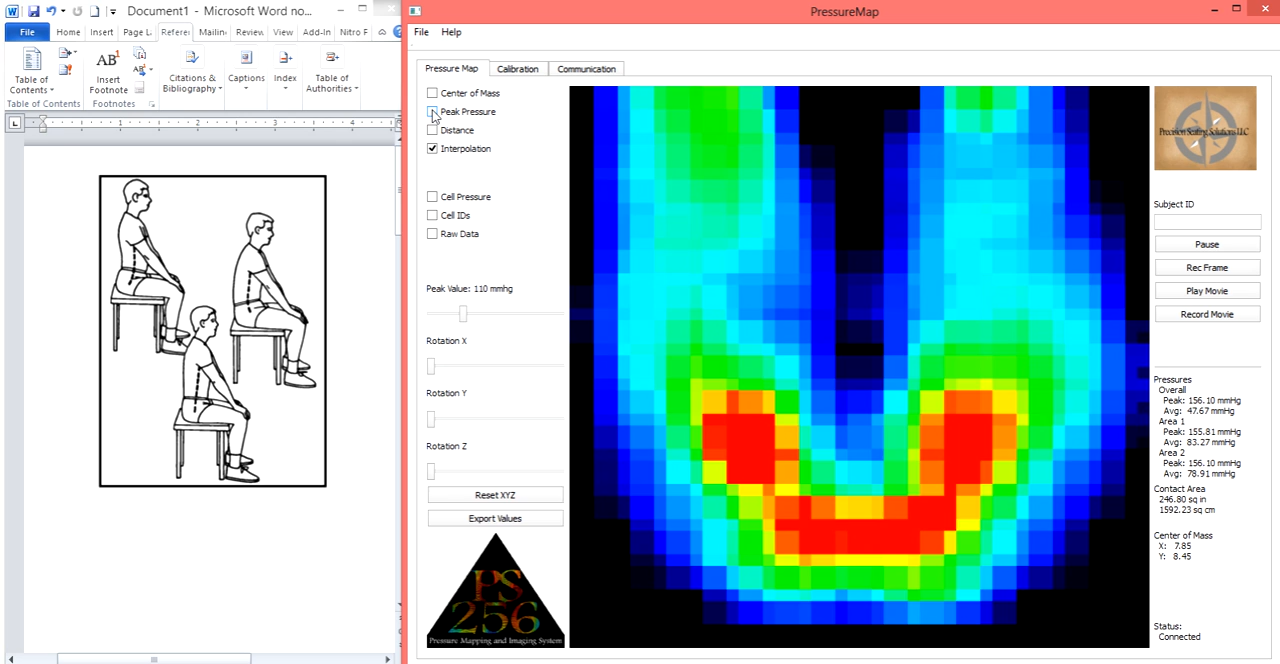 W Document1 - Microsoft Word no...
File Home Insert Page L Referen Mailin Review View Add-In Nitro F
Table of Contents
AB1 Insert Footnote
AB
Citations & Bibliography
Captions
Index
Table of Authorities
Table of Contents Footnotes
L
1 2 3 4
PressureMap
File Help
Pressure Map Calibration Communication
Center of Mass
Peak Pressure
Distance
Interpolation
Cell Pressure
Cell IDs
Raw Data
Peak Value: 110 mmhg
Rotation X
Rotation Y
Rotation Z
Reset XYZ
Export Values
PS
256
Pressure Mapping and Imaging System
Precision Seating Solutions LLC
Subject ID
Pause
Rec Frame
Play Movie
Record Movie
Pressures
Overall
Peak: 156.10 mmHg
Avg: 47.67 mmHg
Area 1
Peak: 155.81 mmHg
Avg: 83.27 mmHg
Area 2
Peak: 156.10 mmHg
Avg: 78.91 mmHg
Contact Area
246.80 sq in
1592.23 sq cm
Center of Mass
X: 7.85
Y: 8.45
Status:
Connected